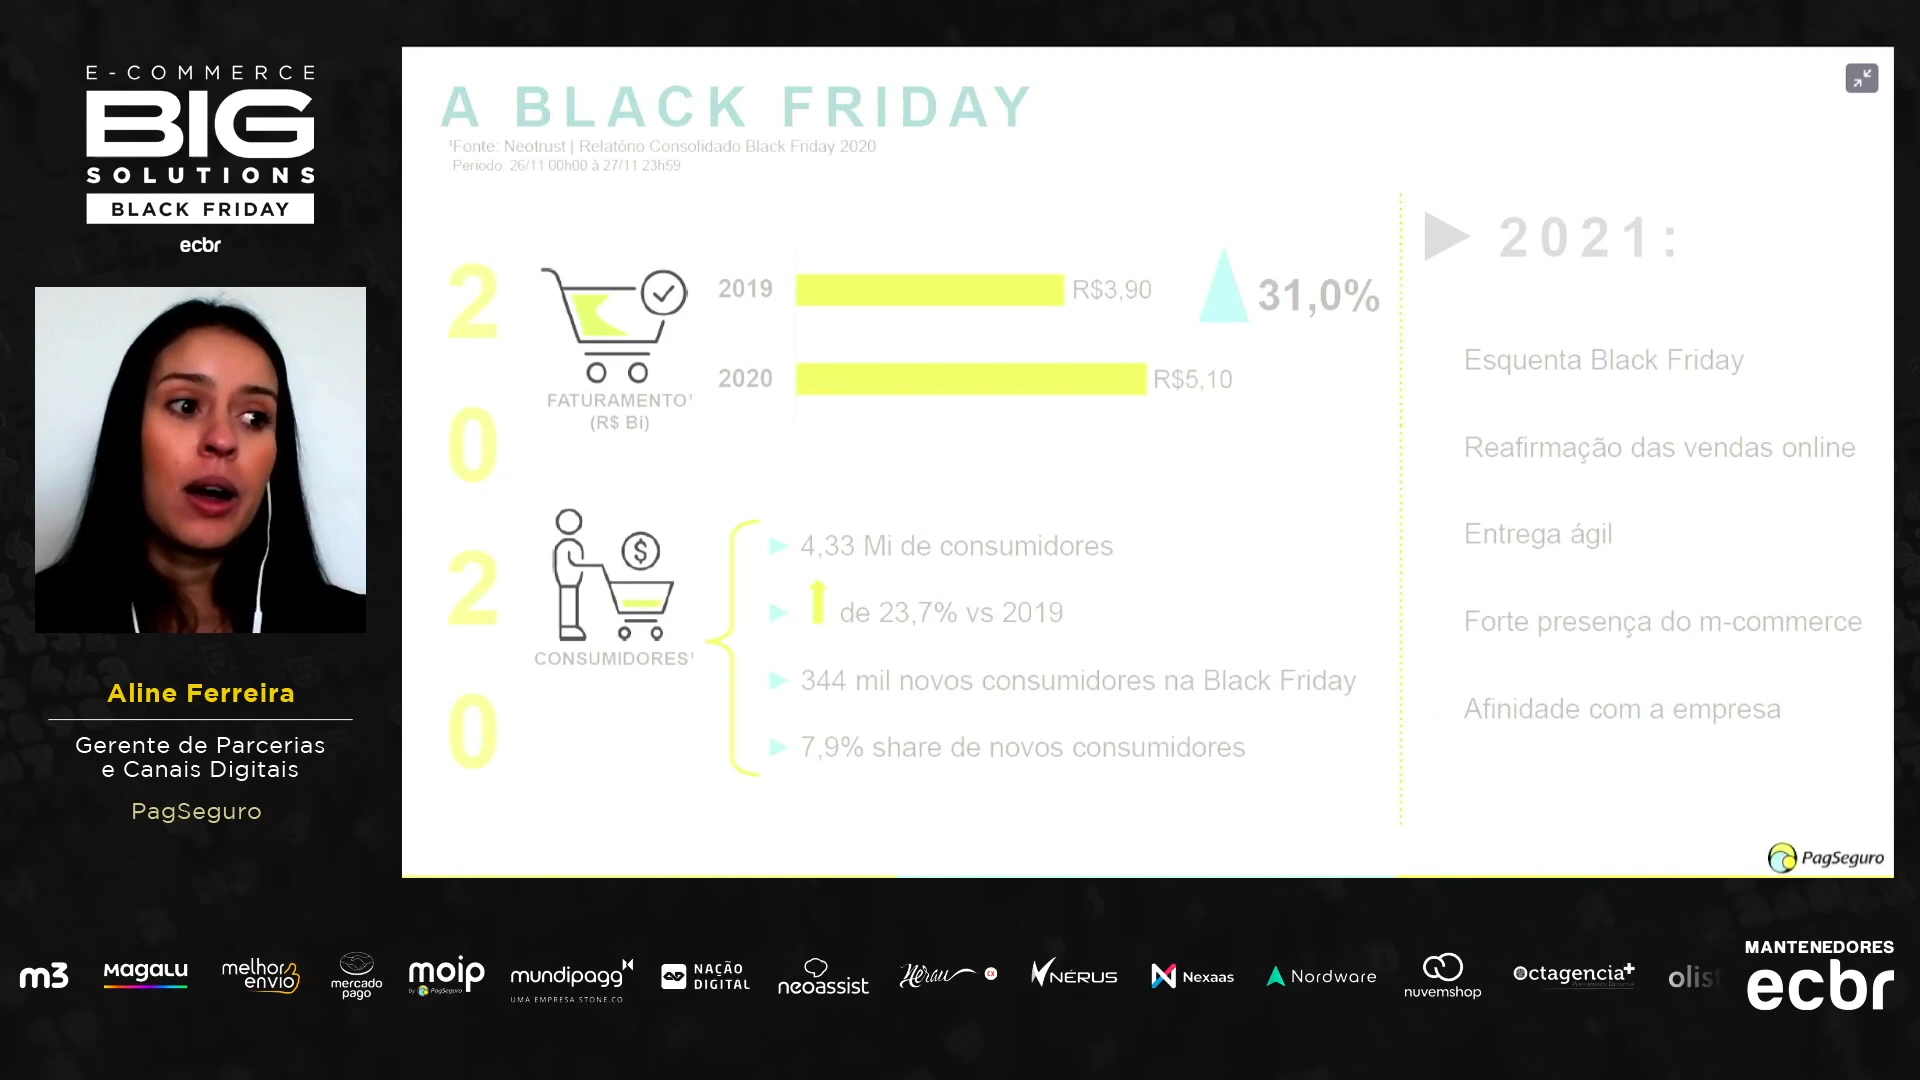 E-COMMERCE
BIG
SOLUTIONS
BLACK FRIDAY
ecbr
Aline Ferreira
Gerente de Parcerias
e Canais Digitais
PagSeguro
A BLACK FRIDAY
¹Fonte: Neotrust | Relatório Consolidado Black Friday 2020
Período: 26/11 00h00 à 27/11 23h59
2
0
2
0
FATURAMENTO¹
(R$ Bi)
2019
R$3,90
2020
R$5,10
31,0%
$
CONSUMIDORES¹
4,33 Mi de consumidores
de 23,7% vs 2019
344 mil novos consumidores na Black Friday
7,9% share de novos consumidores
2021:
Esquenta Black Friday
Reafirmação das vendas online
Entrega ágil
Forte presença do m-commerce
Afinidade com a empresa
PagSeguro
m3
MagaLu
melhor
envio
mercado
pago
moip
by PagSeguro
mundipagg
UMA EMPRESA STONE.CO
NAÇÃO
DIGITAL
neoassist
Hérau CX
NÉRUS
Nexaas
Nordware
nuvemshop
Octagencia+
olist
MANTENEDORES
ecbr